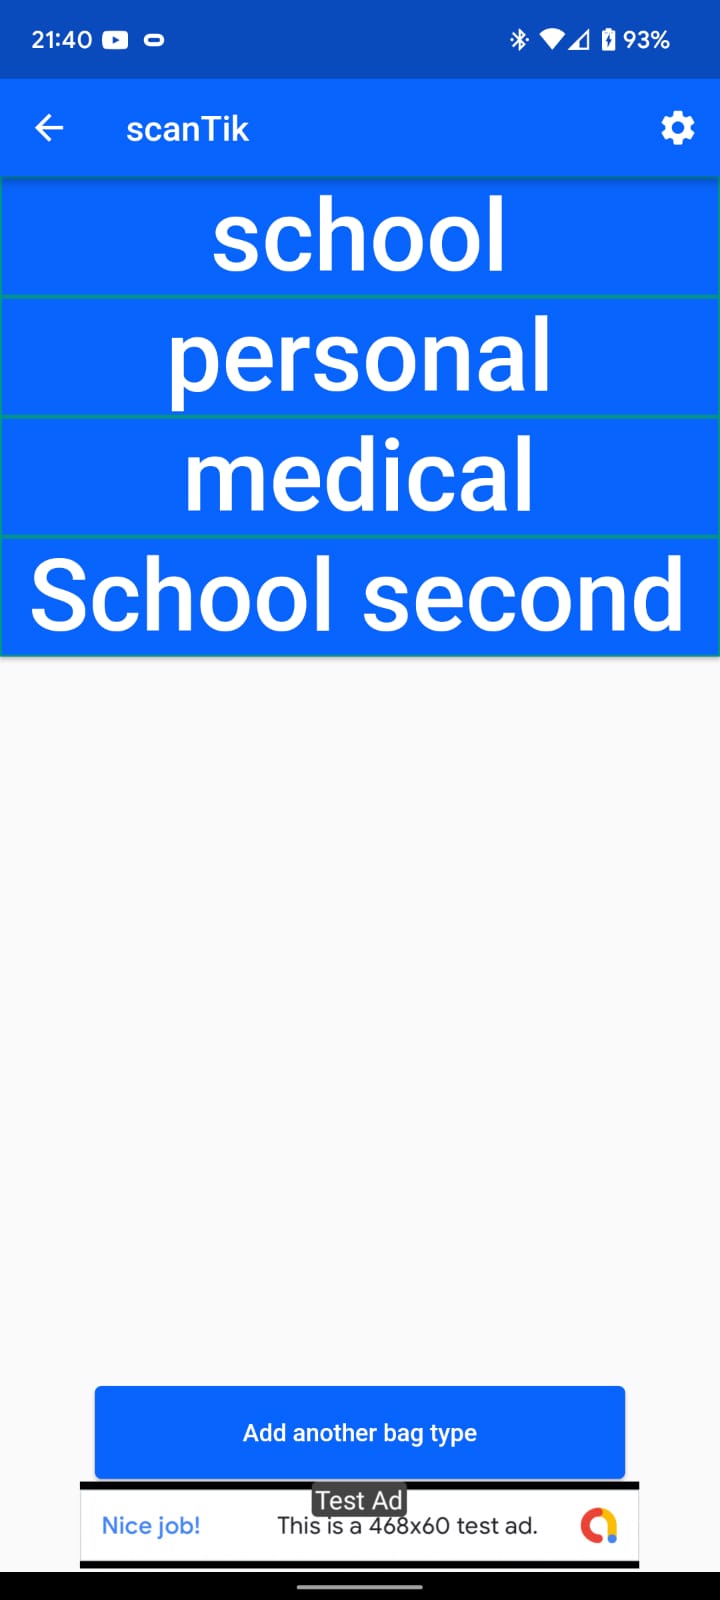 21:40 93%
scanTik
school
personal
medical
School second
Add another bag type
Test Ad
Nice job! This is a 468x60 test ad.